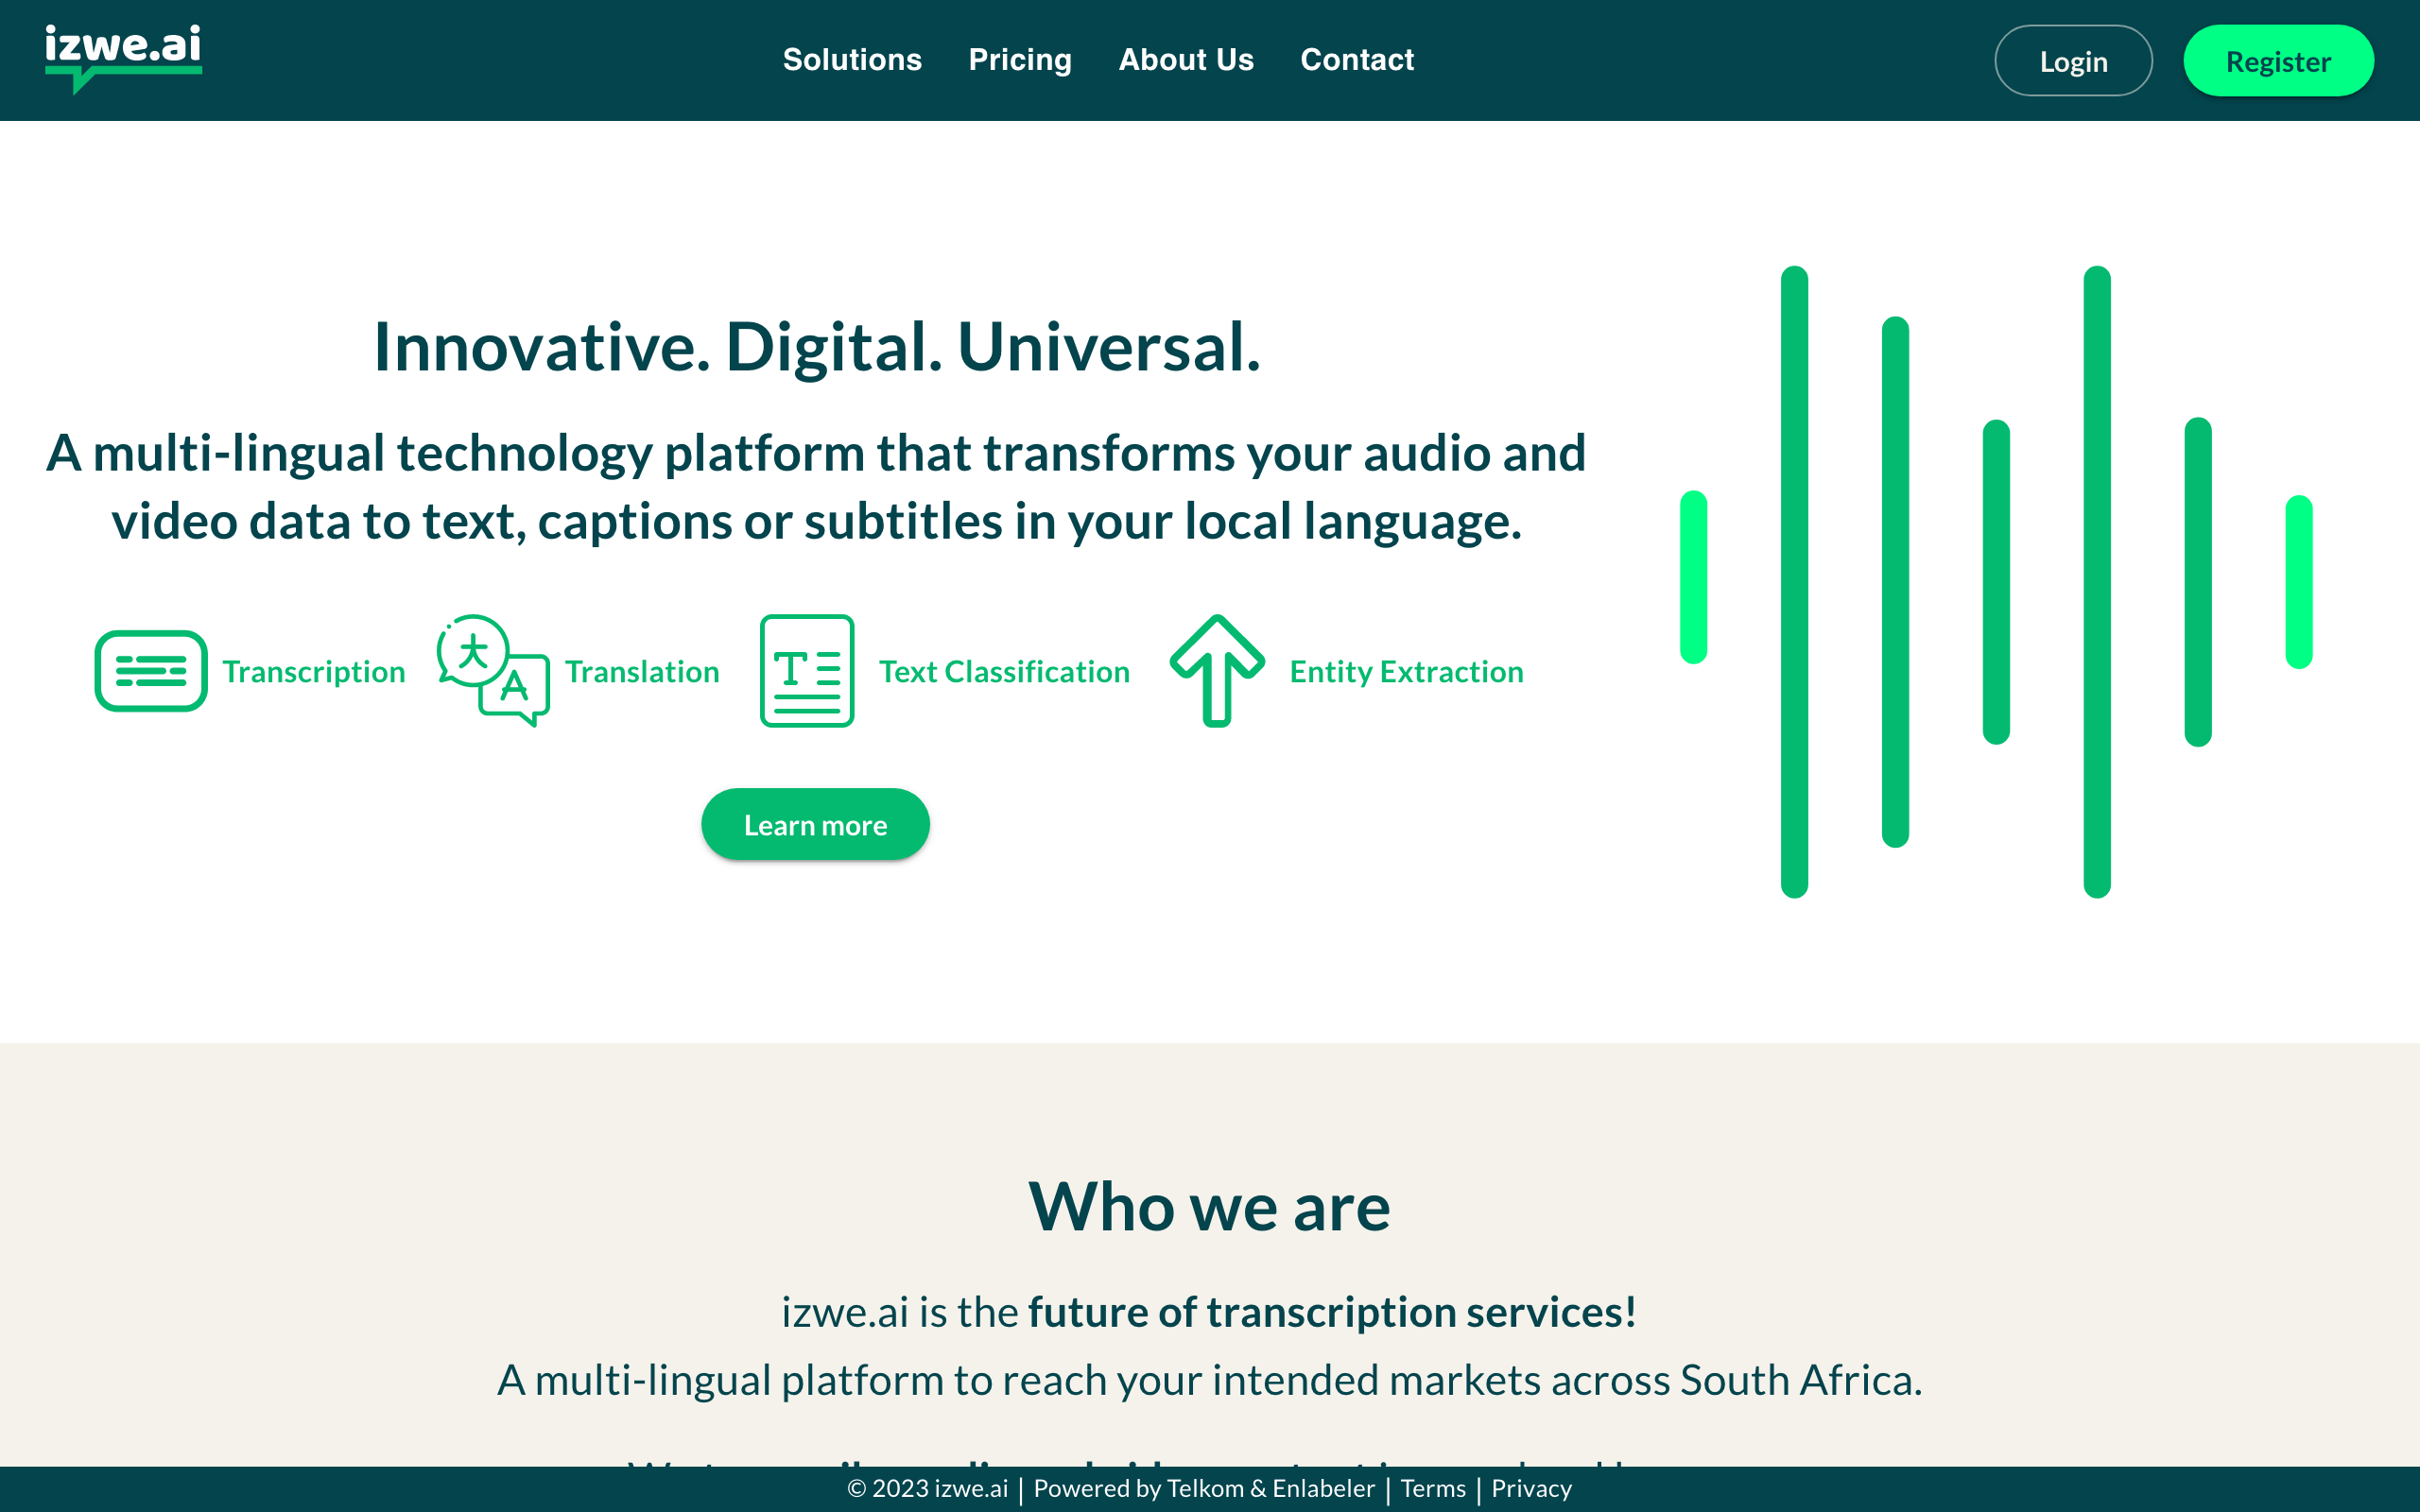 izwe.ai
Solutions
Pricing
About Us
Contact
Login
Register
Innovative. Digital. Universal.
A multi-lingual technology platform that transforms your audio and
video data to text, captions or subtitles in your local language.
Transcription
Translation
Text Classification
Entity Extraction
Learn more
Who we are
izwe.ai is the future of transcription services!
A multi-lingual platform to reach your intended markets across South Africa.
© 2023 izwe.ai | Powered by Telkom & Enlabeler | Terms | Privacy